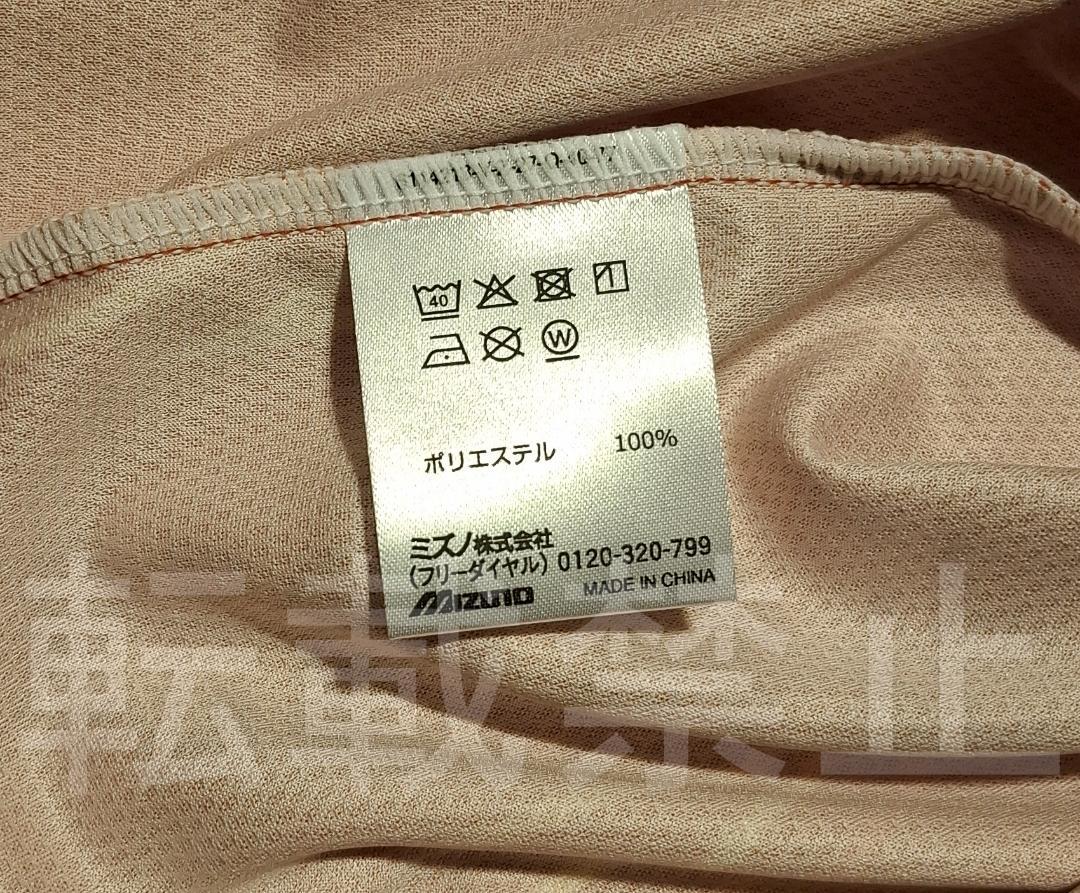 40
W
ポリエステル 100%
ミズノ株式会社
(フリーダイヤル) 0120-320-799
MIZUNO MADE IN CHINA
転載禁止